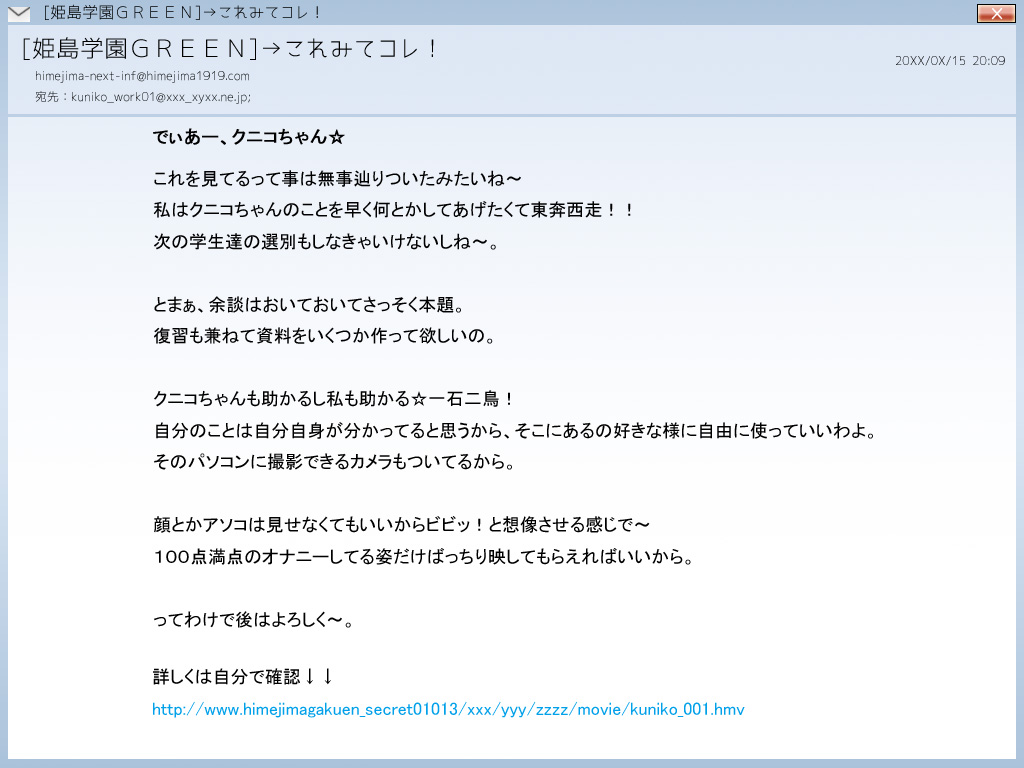 [姫島学園ＧＲＥＥＮ]→これみてコレ！
[姫島学園ＧＲＥＥＮ]→これみてコレ！
himejima-next-inf@himejima1919.com
20XX/0X/15 20:09
宛先：kuniko_work01@xxx_xyxx.ne.jp;
でぃあー、クニコちゃん☆
これを見てるって事は無事辿りついたみたいね～
私はクニコちゃんのことを早く何とかしてあげたくて東奔西走！！
次の学生達の選別もしなきゃいけないしね～。
とまぁ、余談はおいておいてさっそく本題。
復習も兼ねて資料をいくつか作って欲しいの。
クニコちゃんも助かるし私も助かる☆一石二鳥！
自分のことは自分自身が分かってると思うから、そこにあるの好きな様に自由に使っていいわよ。
そのパソコンに撮影できるカメラもついてるから。
顔とかアソコは見せなくてもいいからビビッ！と想像させる感じで～
１００点満点のオナニーしてる姿だけばっちり映してもらえればいいから。
ってわけで後はよろしく～。
詳しくは自分で確認↓↓
http://www.himejimagakuen_secret01013/xxx/yyy/zzzz/movie/kuniko_001.hmv